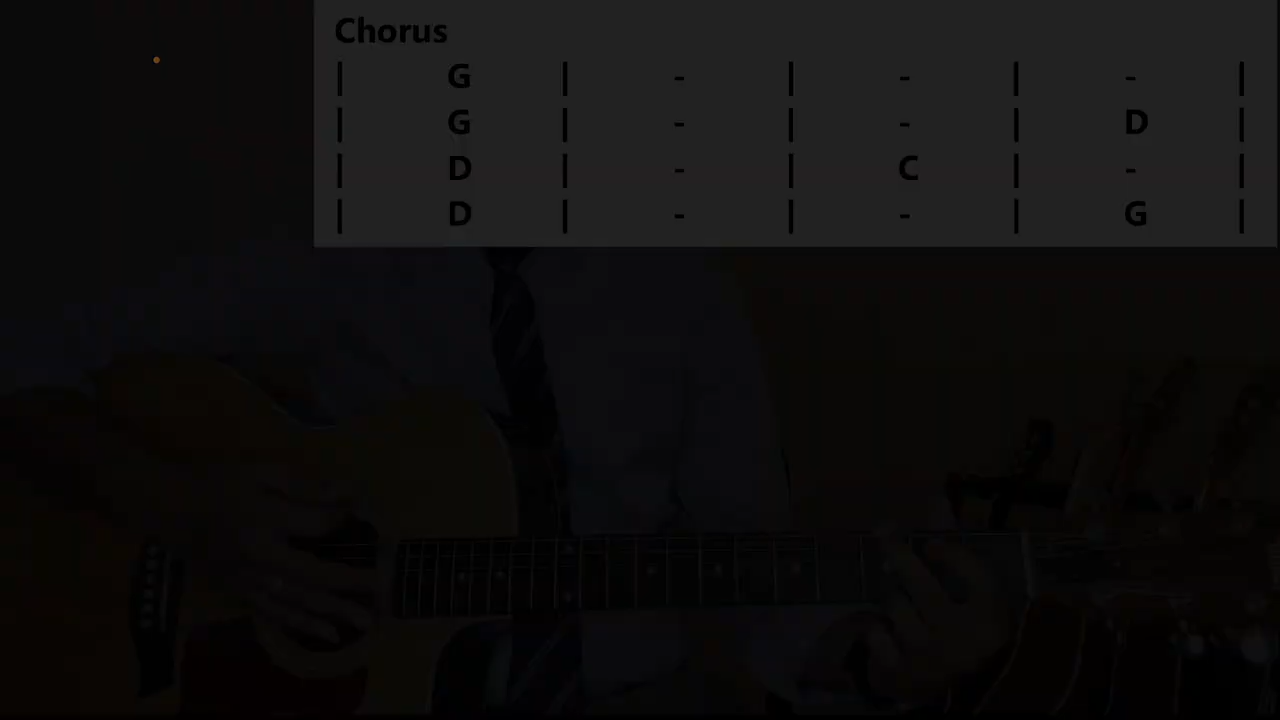 Chorus
| G | - | - | - |
| G | - | - | D |
| D | - | C | - |
| D | - | - | G |